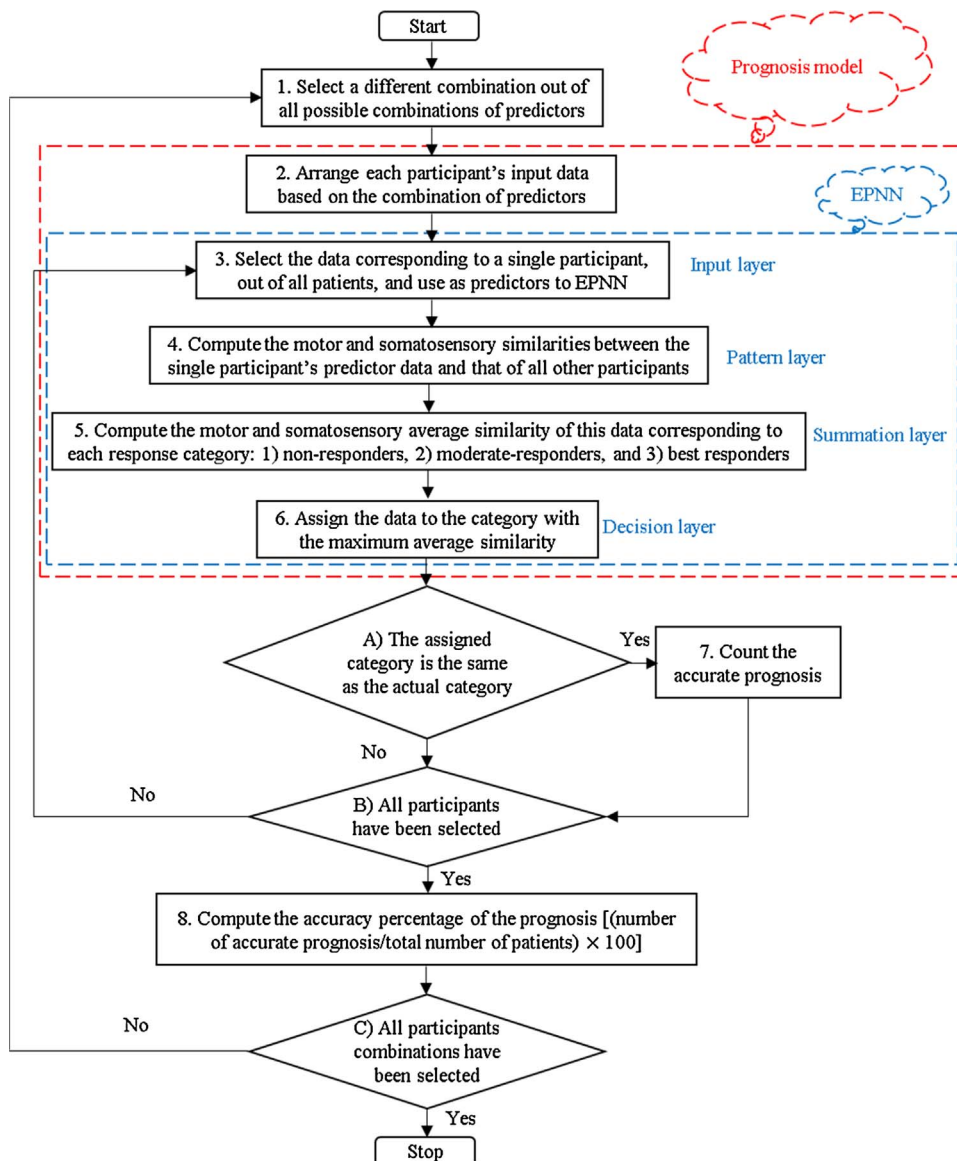 Start
Prognosis model
1. Select a different combination out of
all possible combinations of predictors
2. Arrange each participant's input data
based on the combination of predictors
EPNN
3. Select the data corresponding to a single participant,
out of all patients, and use as predictors to EPNN
Input layer
4. Compute the motor and somatosensory similarities between the
single participant's predictor data and that of all other participants
Pattern layer
5. Compute the motor and somatosensory average similarity of this data corresponding to
each response category: 1) non-responders, 2) moderate-responders, and 3) best responders
Summation layer
6. Assign the data to the category with
the maximum average similarity
Decision layer
A) The assigned
category is the same
as the actual category
Yes
7. Count the
accurate prognosis
No
No
B) All participants
have been selected
Yes
8. Compute the accuracy percentage of the prognosis [(number
of accurate prognosis/total number of patients) × 100]
No
C) All participants
combinations have
been selected
Yes
Stop